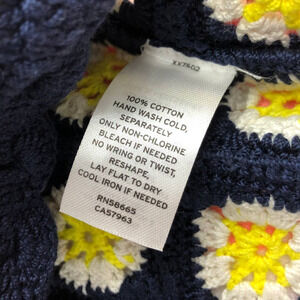 XX7502
100% COTTON
HAND WASH COLD,
SEPARATELY
ONLY NON-CHLORINE
BLEACH IF NEEDED
NO WRING OR TWIST,
RESHAPE,
LAY FLAT TO DRY
COOL IRON IF NEEDED
RN58665
CA57963